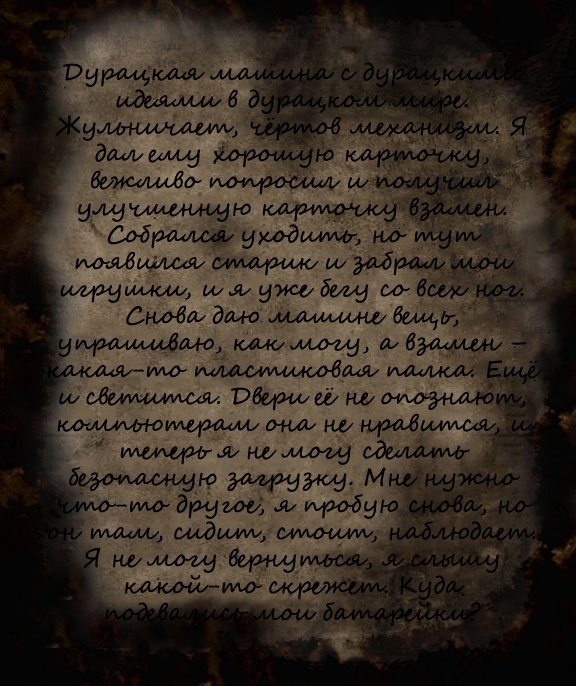 Дурацкая машина с дурацкими
идеями в дурацком мире.
Жульничает, чёртов механизм. Я
дал ему хорошую карточку,
вежливо попросил и получил
улучшенную карточку взамен.
Собрался уходить, но тут
появился старик и забрал мои
игрушки, и я уже бегу со всех ног.
Снова даю машине вещь,
упрашиваю, как могу, а взамен –
какая-то пластиковая палка. Ещё
и светится. Двери её не опознают,
компьютерам она не нравится, и
теперь я не могу сделать
безопасную загрузку. Мне нужно
что-то другое, я пробую снова, но
он там, сидит, стоит, наблюдает.
Я не могу вернуться, я слышу
какой-то скрежет. Куда
подевались мои батарейки?